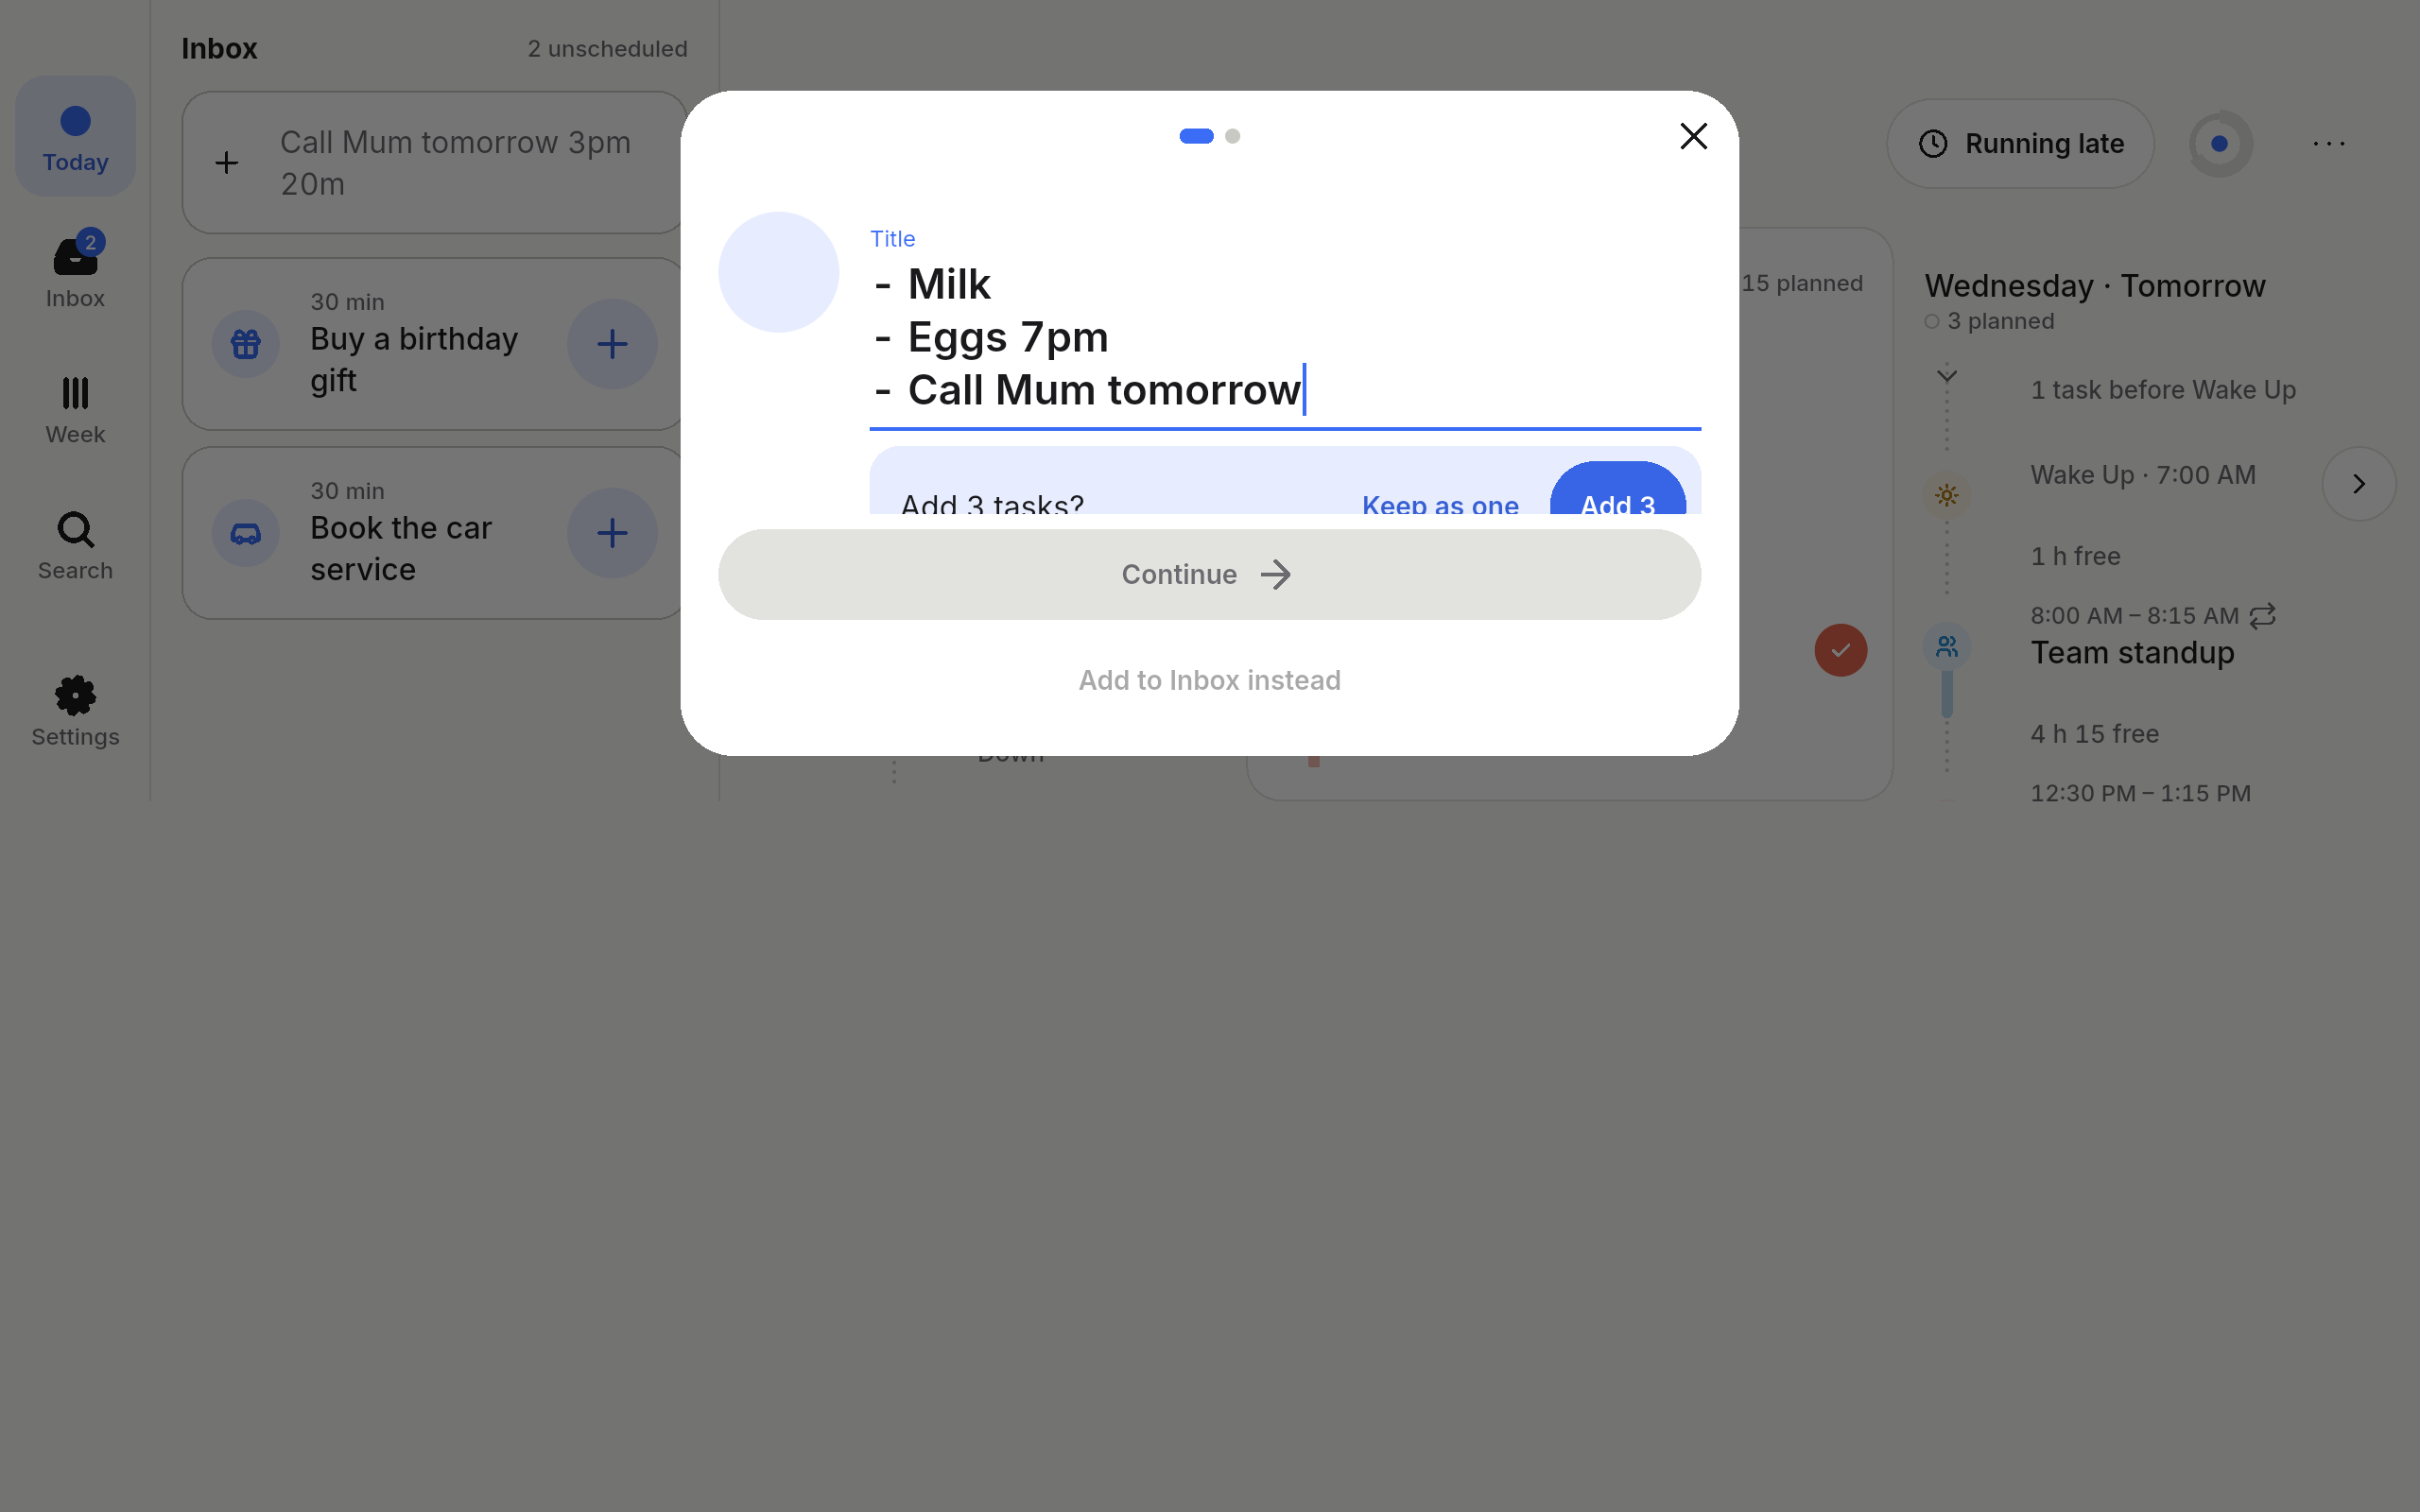 Inbox
2 unscheduled
Today
Call Mum tomorrow 3pm
20m
2
Inbox
30 min
Buy a birthday
gift
Week
30 min
Book the car
service
Search
Settings
Title
- Milk
- Eggs 7pm
- Call Mum tomorrow
Add 3 tasks?
Keep as one
Add 3
Continue
Add to Inbox instead
Down
Running late
15 planned
Wednesday · Tomorrow
3 planned
1 task before Wake Up
Wake Up · 7:00 AM
1 h free
8:00 AM – 8:15 AM
Team standup
4 h 15 free
12:30 PM – 1:15 PM